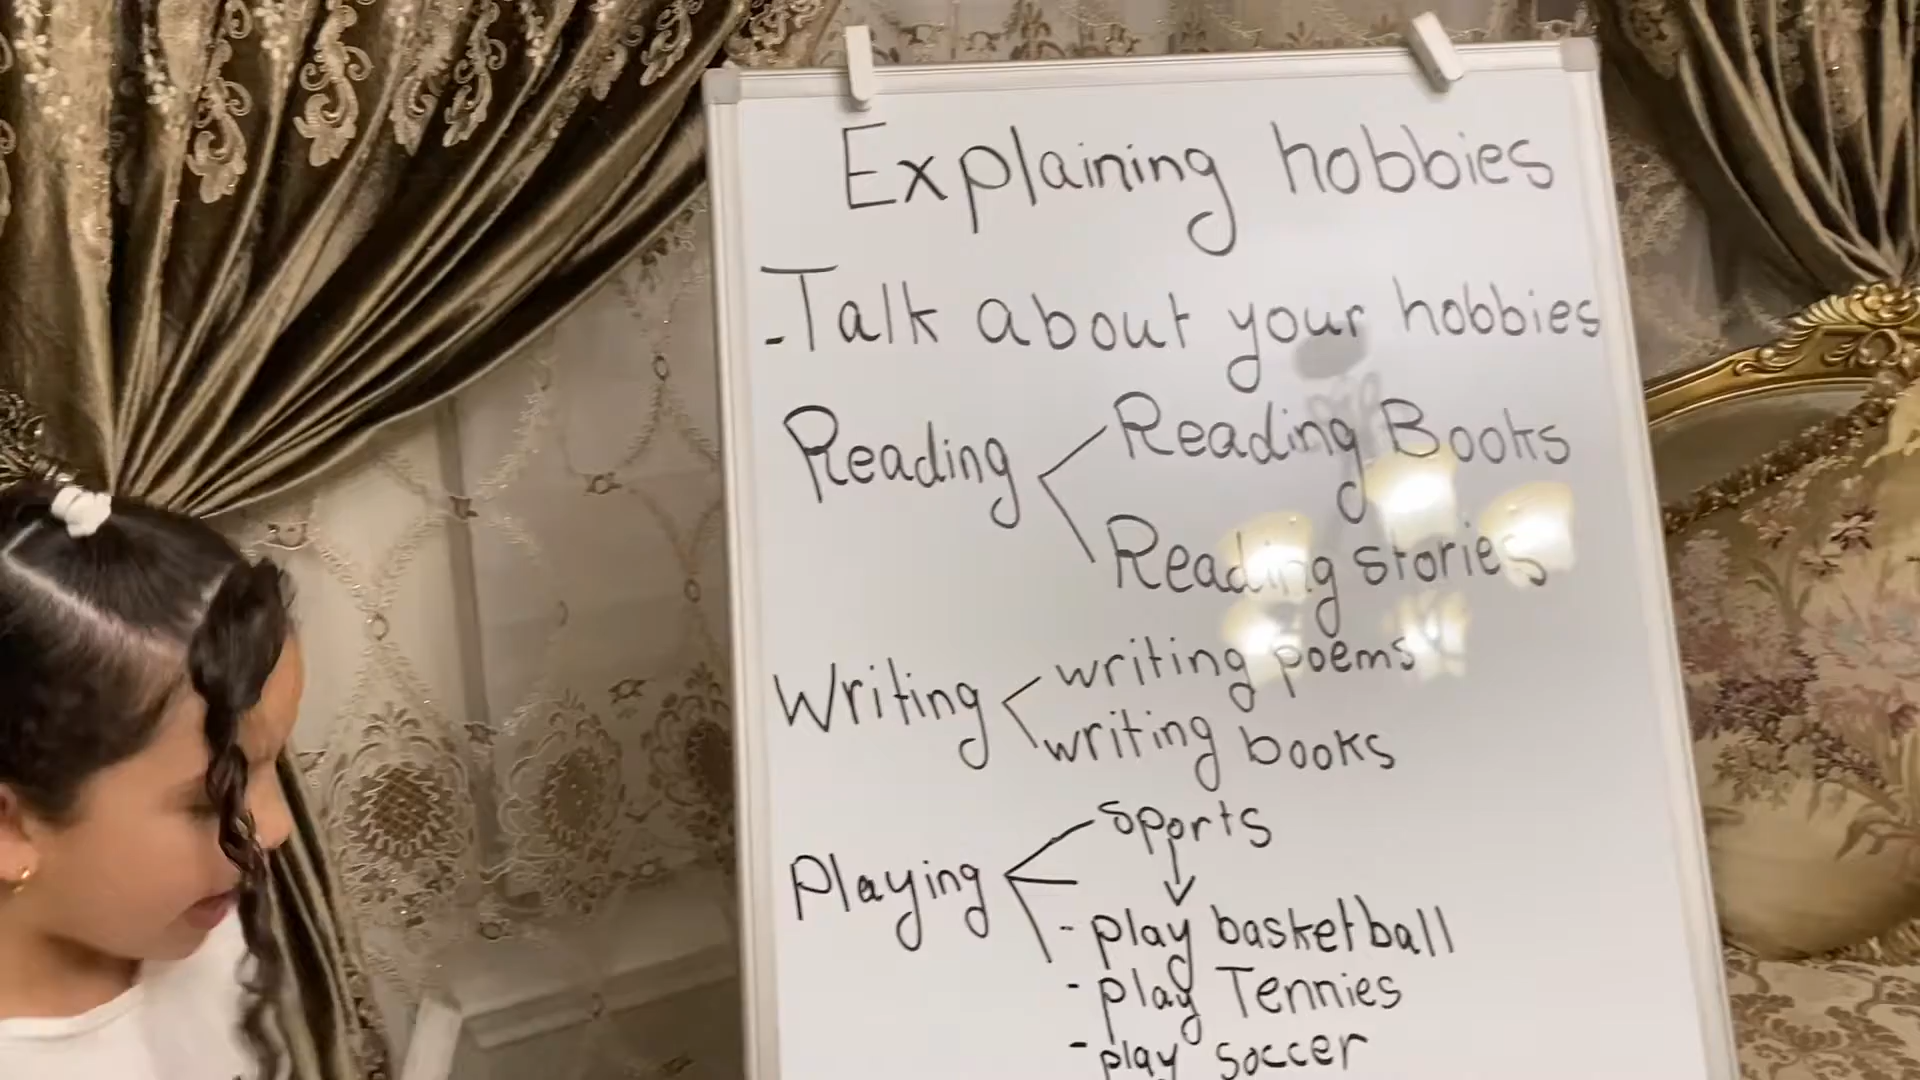 Explaining hobbies
-Talk about your hobbies
Reading
Reading Books
Reading stories
Writing
writing poems
writing books
Playing
sports
- play basketball
- play Tennies
- play soccer